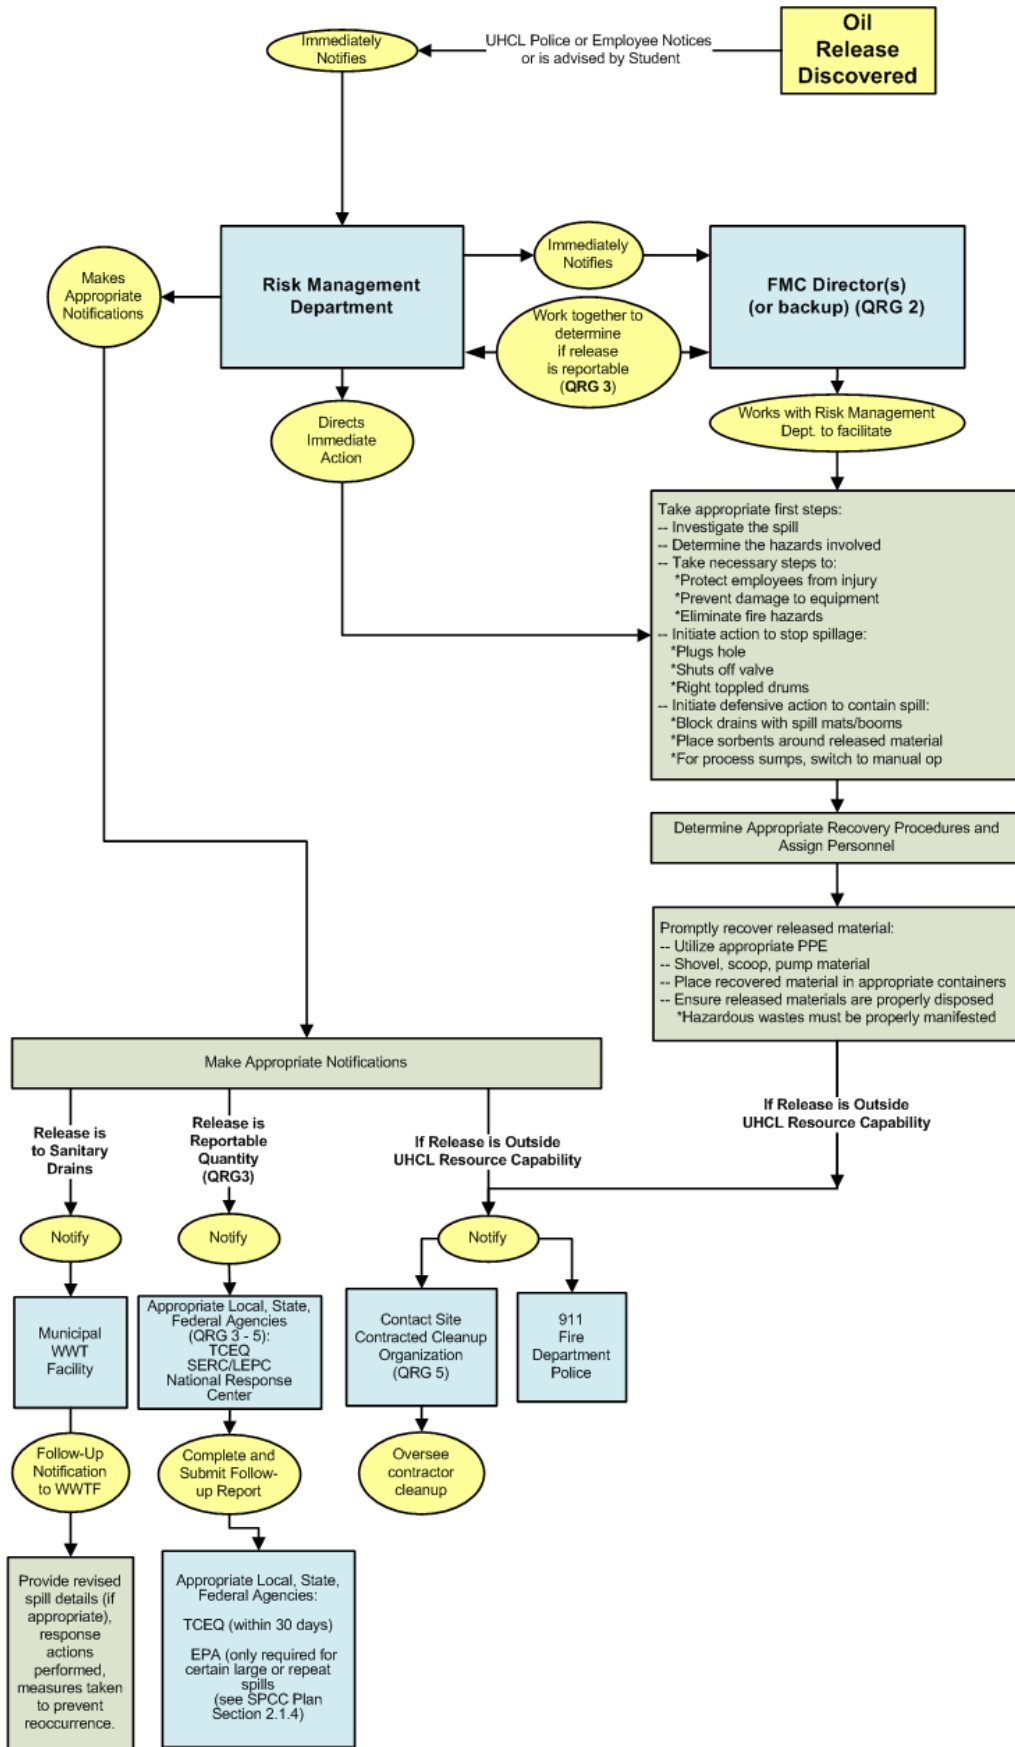 Oil
Release
Discovered
UHCL Police or Employee Notices
or is advised by Student
Immediately
Notifies
Risk Management
Department
Immediately
Notifies
FMC Director(s)
(or backup) (QRG 2)
Makes
Appropriate
Notifications
Work together to
determine
if release
is reportable
(QRG 3)
Directs
Immediate
Action
Works with Risk Management
Dept. to facilitate
Take appropriate first steps:
-- Investigate the spill
-- Determine the hazards involved
-- Take necessary steps to:
*Protect employees from injury
*Prevent damage to equipment
*Eliminate fire hazards
-- Initiate action to stop spillage:
*Plugs hole
*Shuts off valve
*Right toppled drums
-- Initiate defensive action to contain spill:
*Block drains with spill mats/booms
*Place sorbents around released material
*For process sumps, switch to manual op
Determine Appropriate Recovery Procedures and
Assign Personnel
Promptly recover released material:
-- Utilize appropriate PPE
-- Shovel, scoop, pump material
-- Place recovered material in appropriate containers
-- Ensure released materials are properly disposed
*Hazardous wastes must be properly manifested
If Release is Outside
UHCL Resource Capability
Make Appropriate Notifications
Release is
to Sanitary
Drains
Release is
Reportable
Quantity
(QRG3)
If Release is Outside
UHCL Resource Capability
Notify
Notify
Notify
Municipal
WWT
Facility
Appropriate Local, State,
Federal Agencies
(QRG 3 - 5):
TCEQ
SERC/LEPC
National Response
Center
Contact Site
Contracted Cleanup
Organization
(QRG 5)
911
Fire
Department
Police
Follow-Up
Notification
to WWTF
Complete and
Submit Follow-
up Report
Oversee
contractor
cleanup
Provide revised
spill details (if
appropriate),
response
actions
performed,
measures taken
to prevent
reoccurrence.
Appropriate Local, State,
Federal Agencies:
TCEQ (within 30 days)
EPA (only required for
certain large or repeat
spills
(see SPCC Plan
Section 2.1.4)